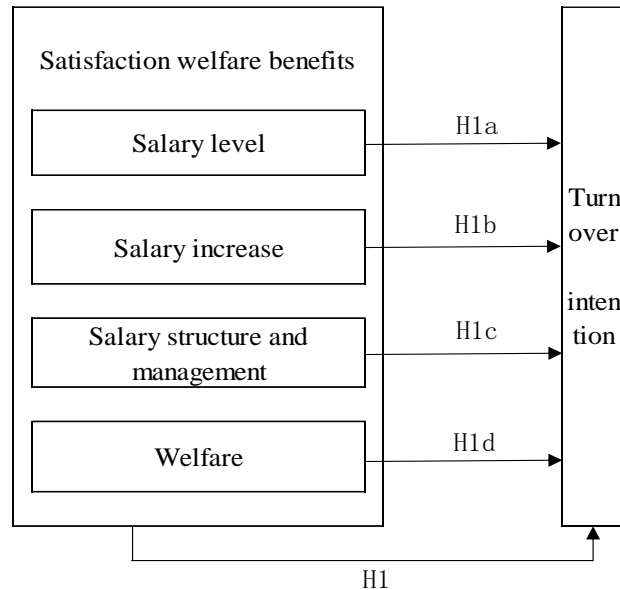 Satisfaction welfare benefits
Salary level
H1a
Salary increase
H1b
Salary structure and
management
H1c
Welfare
H1d
Turn
over
inten
tion
H1